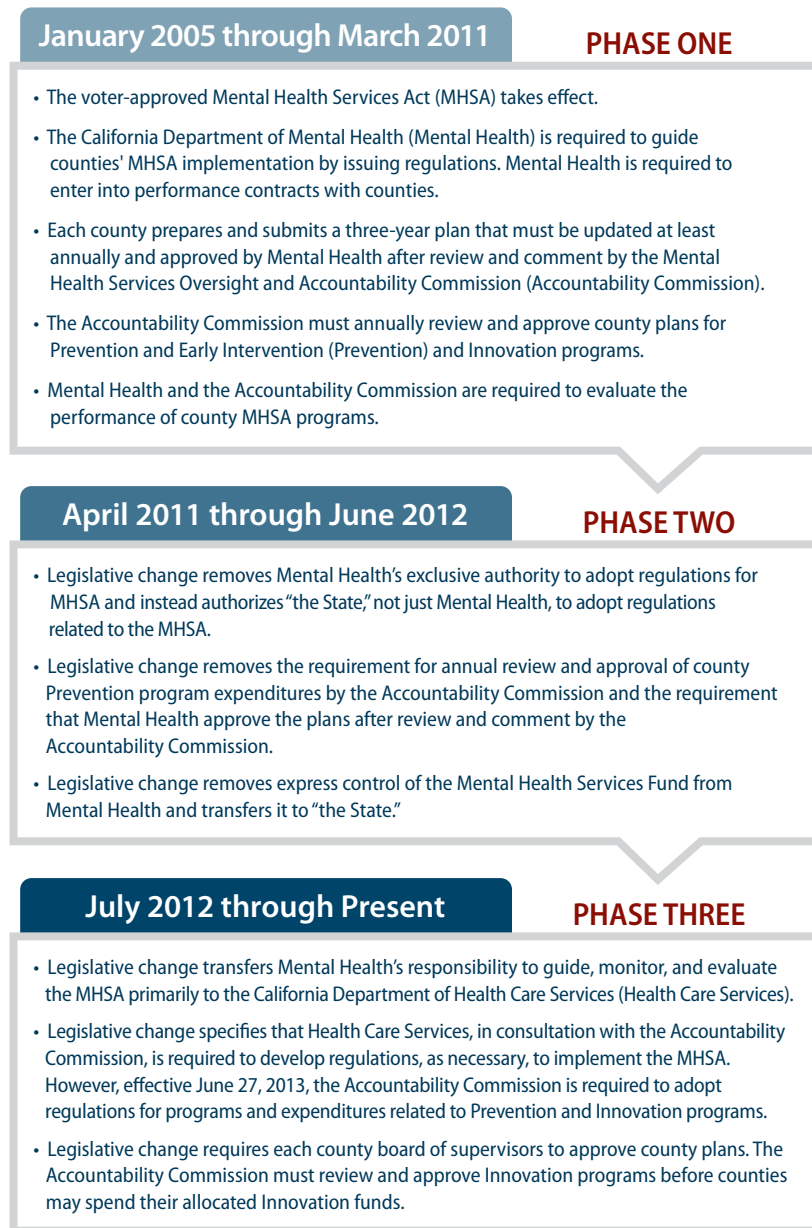 January 2005 through March 2011
PHASE ONE
• The voter-approved Mental Health Services Act (MHSA) takes effect.
• The California Department of Mental Health (Mental Health) is required to guide
counties' MHSA implementation by issuing regulations. Mental Health is required to
enter into performance contracts with counties.
• Each county prepares and submits a three-year plan that must be updated at least
annually and approved by Mental Health after review and comment by the Mental
Health Services Oversight and Accountability Commission (Accountability Commission).
• The Accountability Commission must annually review and approve county plans for
Prevention and Early Intervention (Prevention) and Innovation programs.
• Mental Health and the Accountability Commission are required to evaluate the
performance of county MHSA programs.
April 2011 through June 2012
PHASE TWO
• Legislative change removes Mental Health’s exclusive authority to adopt regulations for
MHSA and instead authorizes “the State,” not just Mental Health, to adopt regulations
related to the MHSA.
• Legislative change removes the requirement for annual review and approval of county
Prevention program expenditures by the Accountability Commission and the requirement
that Mental Health approve the plans after review and comment by the
Accountability Commission.
• Legislative change removes express control of the Mental Health Services Fund from
Mental Health and transfers it to “the State.”
July 2012 through Present
PHASE THREE
• Legislative change transfers Mental Health’s responsibility to guide, monitor, and evaluate
the MHSA primarily to the California Department of Health Care Services (Health Care Services).
• Legislative change specifies that Health Care Services, in consultation with the Accountability
Commission, is required to develop regulations, as necessary, to implement the MHSA.
However, effective June 27, 2013, the Accountability Commission is required to adopt
regulations for programs and expenditures related to Prevention and Innovation programs.
• Legislative change requires each county board of supervisors to approve county plans. The
Accountability Commission must review and approve Innovation programs before counties
may spend their allocated Innovation funds.